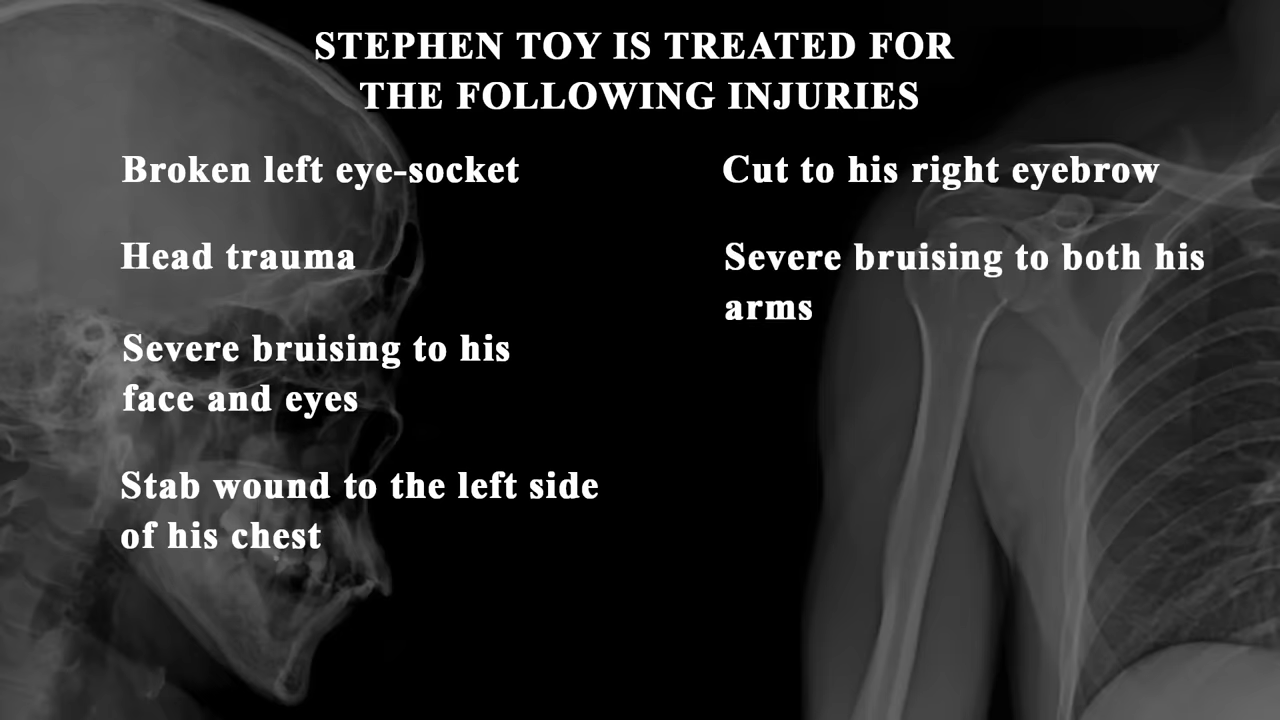 STEPHEN TOY IS TREATED FOR
THE FOLLOWING INJURIES
Broken left eye-socket
Head trauma
Severe bruising to his
face and eyes
Stab wound to the left side
of his chest
Cut to his right eyebrow
Severe bruising to both his
arms